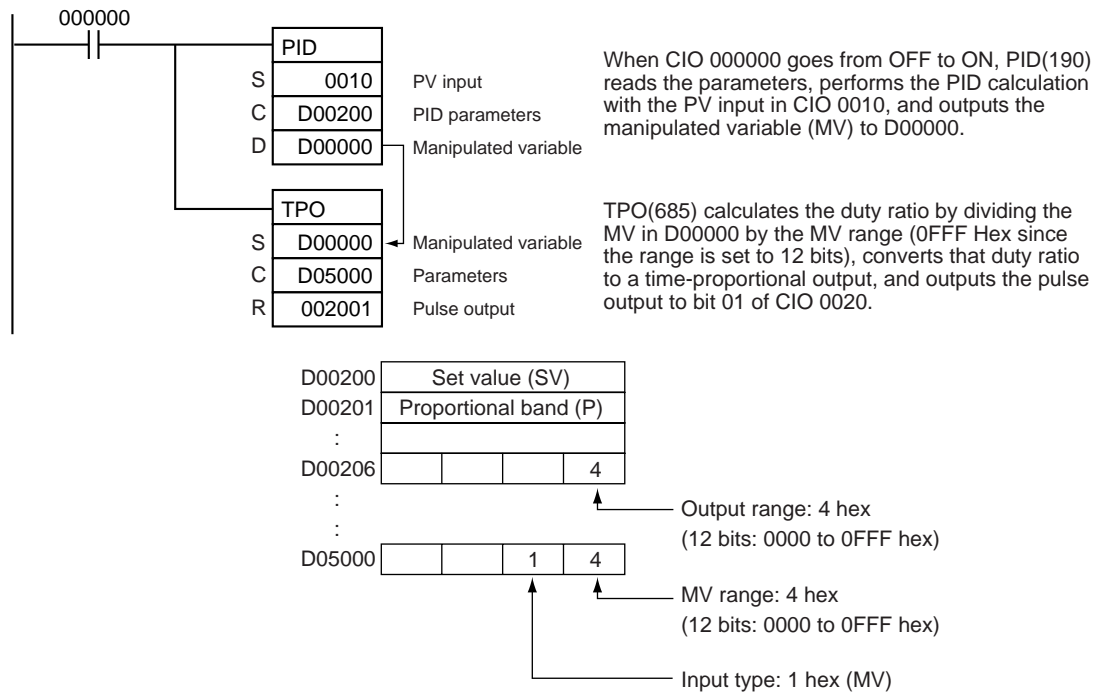 000000
PID
S 0010 PV input
C D00200 PID parameters
D D00000 Manipulated variable
When CIO 000000 goes from OFF to ON, PID(190)
reads the parameters, performs the PID calculation
with the PV input in CIO 0010, and outputs the
manipulated variable (MV) to D00000.
TPO
S D00000 Manipulated variable
C D05000 Parameters
R 002001 Pulse output
TPO(685) calculates the duty ratio by dividing the
MV in D00000 by the MV range (0FFF Hex since
the range is set to 12 bits), converts that duty ratio
to a time-proportional output, and outputs the pulse
output to bit 01 of CIO 0020.
D00200 Set value (SV)
D00201 Proportional band (P)
:
D00206 4
Output range: 4 hex
(12 bits: 0000 to 0FFF hex)
:
:
D05000 1 4
MV range: 4 hex
(12 bits: 0000 to 0FFF hex)
Input type: 1 hex (MV)